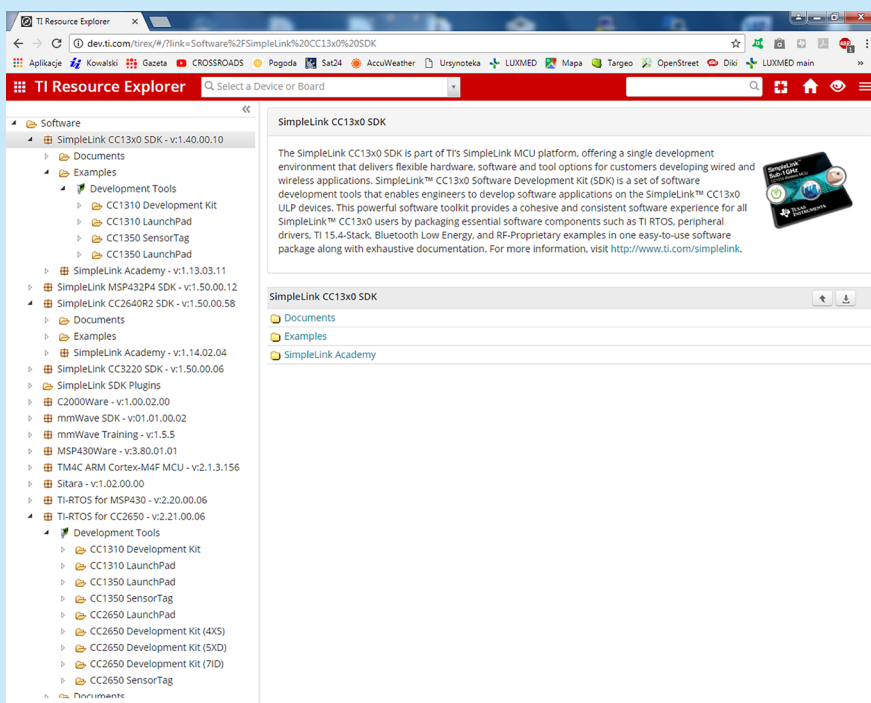 TI Resource Explorer
dev.ti.com/tirex/#/?link=Software%2FSimpleLink%20CC13x0%20SDK
Aplikacje Kowalski Gazeta CROSSROADS Pogoda Sat24 AccuWeather Ursynoteka LUXMED Mapa Targeo OpenStreet Diki LUXMED main »
TI Resource Explorer Select a Device or Board
Software
SimpleLink CC13x0 SDK - v:1.40.00.10
Documents
Examples
Development Tools
CC1310 Development Kit
CC1310 LaunchPad
CC1350 SensorTag
CC1350 LaunchPad
SimpleLink Academy - v:1.13.03.11
SimpleLink MSP432P4 SDK - v:1.50.00.12
SimpleLink CC2640R2 SDK - v:1.50.00.58
Documents
Examples
SimpleLink Academy - v:1.14.02.04
SimpleLink CC3220 SDK - v:1.50.00.06
SimpleLink SDK Plugins
C2000Ware - v:1.00.02.00
mmWave SDK - v:01.01.00.02
mmWave Training - v:1.5.5
MSP430Ware - v:3.80.01.01
TM4C ARM Cortex-M4F MCU - v:2.1.3.156
Sitara - v:1.02.00.00
TI-RTOS for MSP430 - v:2.20.00.06
TI-RTOS for CC2650 - v:2.21.00.06
Development Tools
CC1310 Development Kit
CC1310 LaunchPad
CC1350 LaunchPad
CC1350 SensorTag
CC2650 LaunchPad
CC2650 Development Kit (4XS)
CC2650 Development Kit (5XD)
CC2650 Development Kit (7ID)
CC2650 SensorTag
Documents
SimpleLink CC13x0 SDK
The SimpleLink CC13x0 SDK is part of TI's SimpleLink MCU platform, offering a single development
environment that delivers flexible hardware, software and tool options for customers developing wired and
wireless applications. SimpleLink™ CC13x0 Software Development Kit (SDK) is a set of software
development tools that enables engineers to develop software applications on the SimpleLink™ CC13x0
ULP devices. This powerful software toolkit provides a cohesive and consistent software experience for all
SimpleLink™ CC13x0 users by packaging essential software components such as TI RTOS, peripheral
drivers, TI 15.4-Stack, Bluetooth Low Energy, and RF-Proprietary examples in one easy-to-use software
package along with exhaustive documentation. For more information, visit http://www.ti.com/simplelink.
SimpleLink™
Sub-1GHz
TEXAS
INSTRUMENTS
SimpleLink CC13x0 SDK
Documents
Examples
SimpleLink Academy